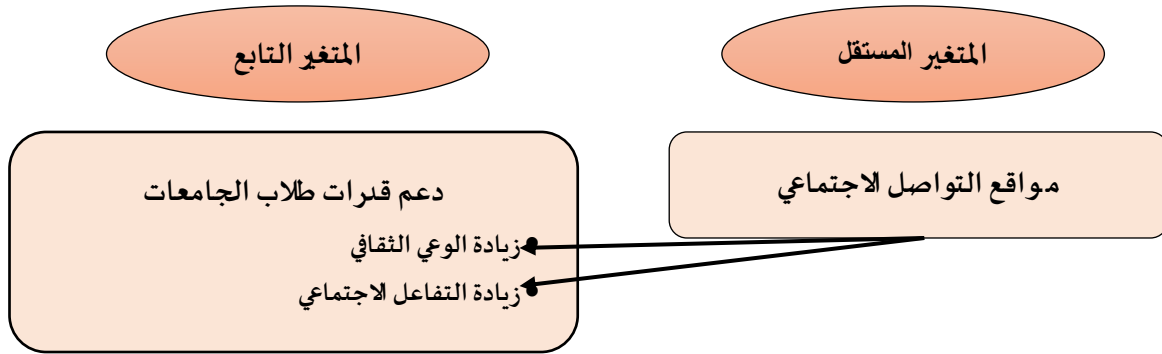 المتغير المستقل
المتغير التابع
مواقع التواصل الاجتماعي
دعم قدرات طلاب الجامعات
• زيادة الوعي الثقافي
• زيادة التفاعل الاجتماعي